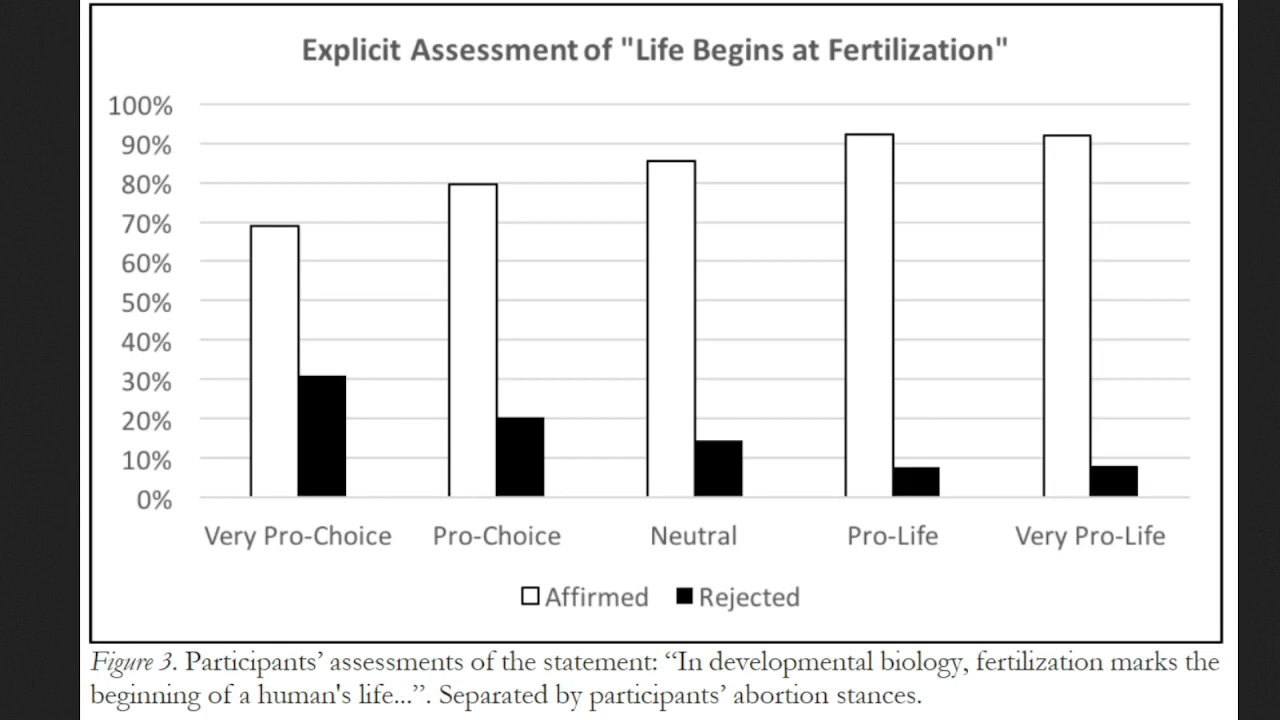 Explicit Assessment of "Life Begins at Fertilization"
100%
90%
80%
70%
60%
50%
40%
30%
20%
10%
0%
Very Pro-Choice Pro-Choice Neutral Pro-Life Very Pro-Life
Affirmed Rejected
Figure 3. Participants’ assessments of the statement: “In developmental biology, fertilization marks the
beginning of a human's life...”. Separated by participants’ abortion stances.